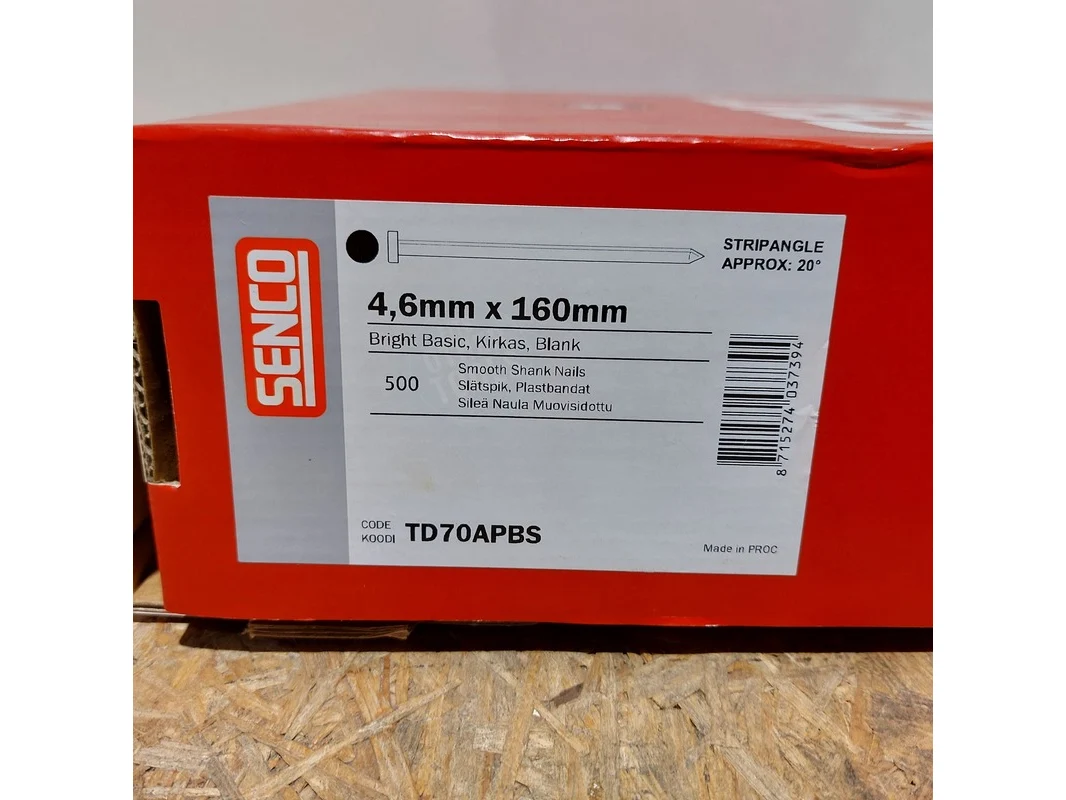 SENCO
STRIPANGLE
APPROX: 20°
4,6mm x 160mm
Bright Basic, Kirkas, Blank
500
Smooth Shank Nails
Slätspik, Plastbandat
Sileä Naula Muovisidottu
8 715274 037394
CODE
KOODI
TD70APBS
Made in PROC